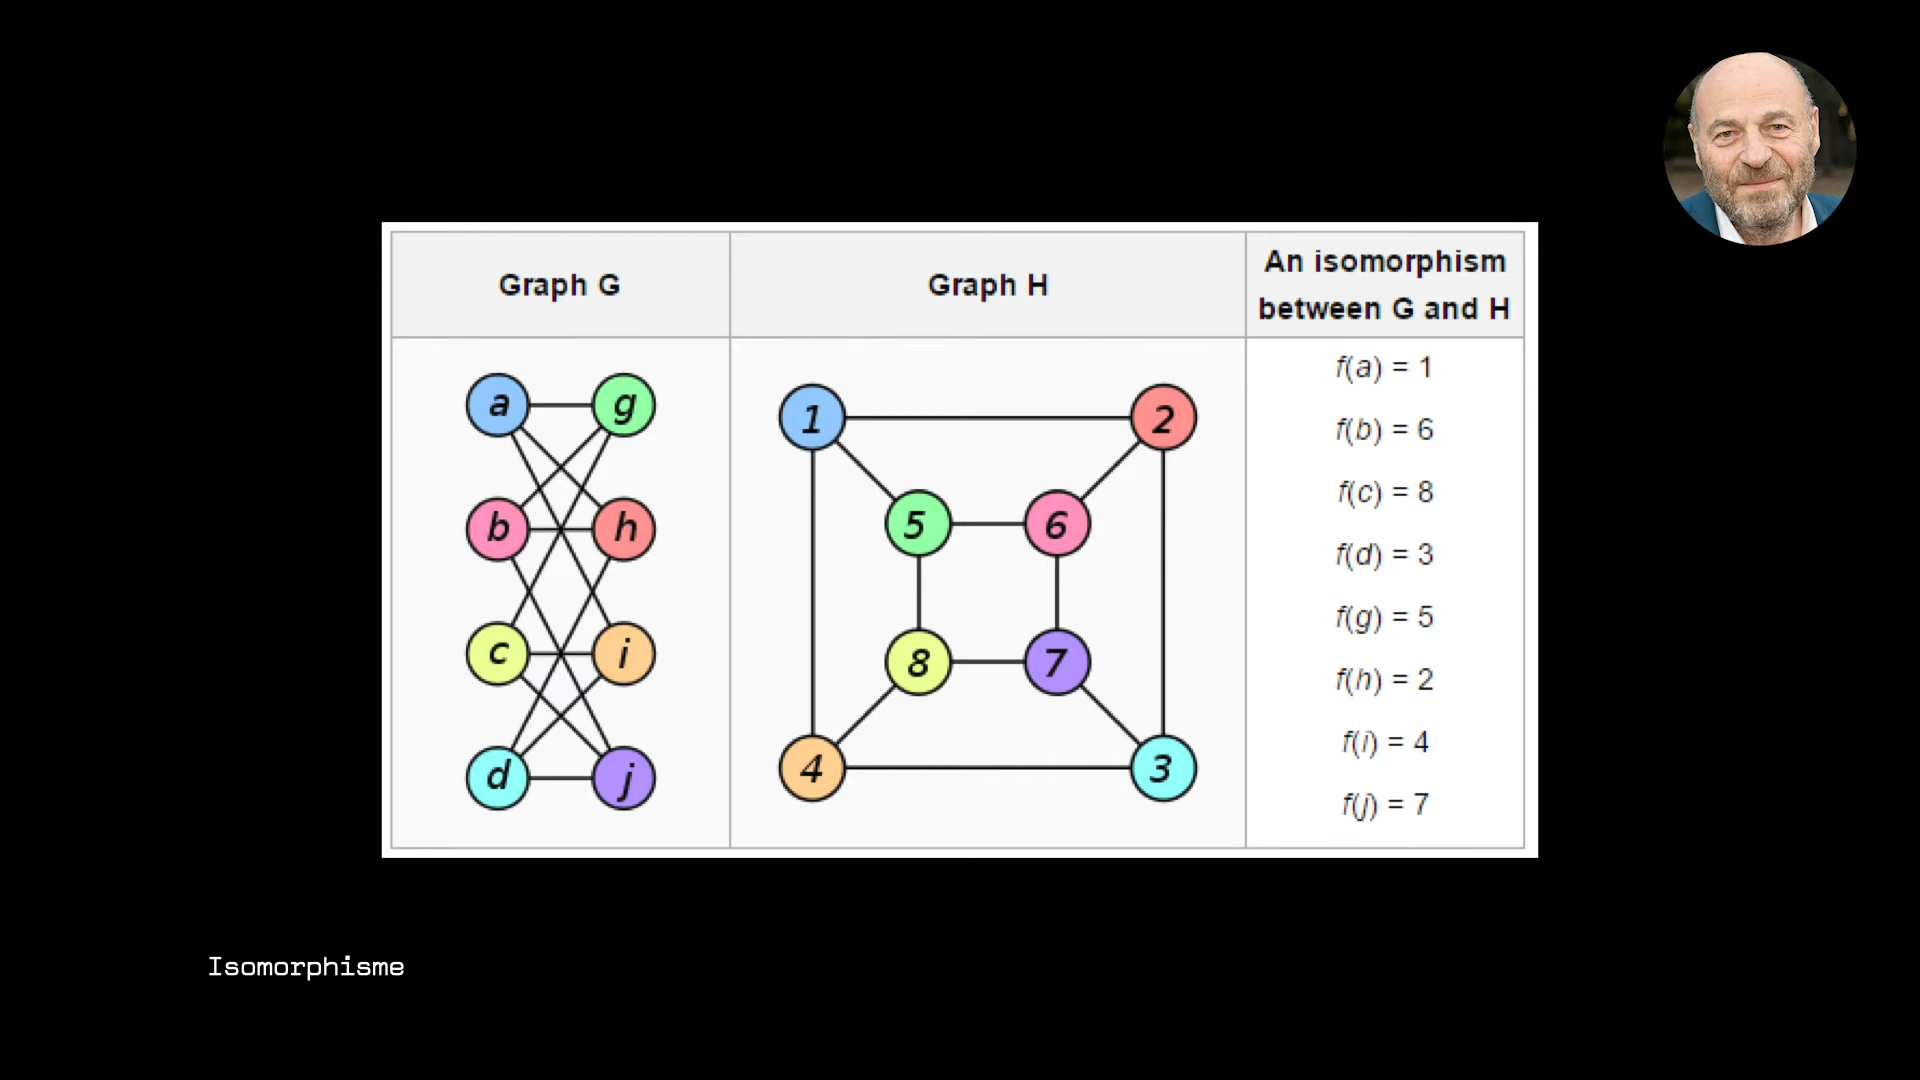 Graph G
Graph H
An isomorphism
between G and H
a
g
b
h
c
i
d
j
1
2
5
6
8
7
4
3
f(a) = 1
f(b) = 6
f(c) = 8
f(d) = 3
f(g) = 5
f(h) = 2
f(i) = 4
f(j) = 7
Isomorphisme